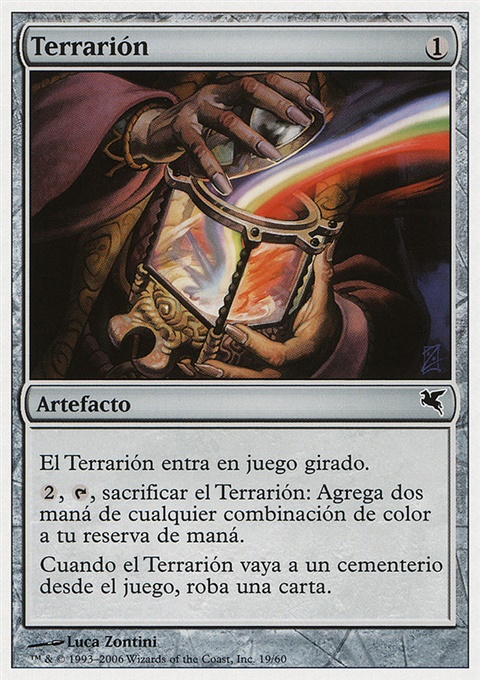 Terrarión 1
Artefacto
El Terrarión entra en juego girado.
2, , sacrificar el Terrarión: Agrega dos
maná de cualquier combinación de color
a tu reserva de maná.
Cuando el Terrarión vaya a un cementerio
desde el juego, roba una carta.
Luca Zontini
™ & © 1993–2006 Wizards of the Coast, Inc. 19/60